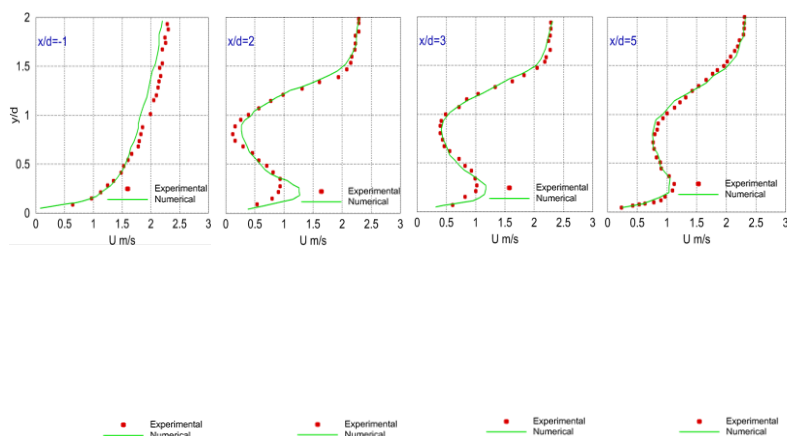 2
1.5
1
0.5
0
y/d
x/d=-1
Experimental
Numerical
0 0.5 1 1.5 2 2.5 3
U m/s
x/d=2
Experimental
Numerical
0 0.5 1 1.5 2 2.5 3
U m/s
x/d=3
Experimental
Numerical
0 0.5 1 1.5 2 2.5 3
U m/s
x/d=5
Experimental
Numerical
0 0.5 1 1.5 2 2.5 3
U m/s
Experimental
Numerical
Experimental
Numerical
Experimental
Numerical
Experimental
Numerical